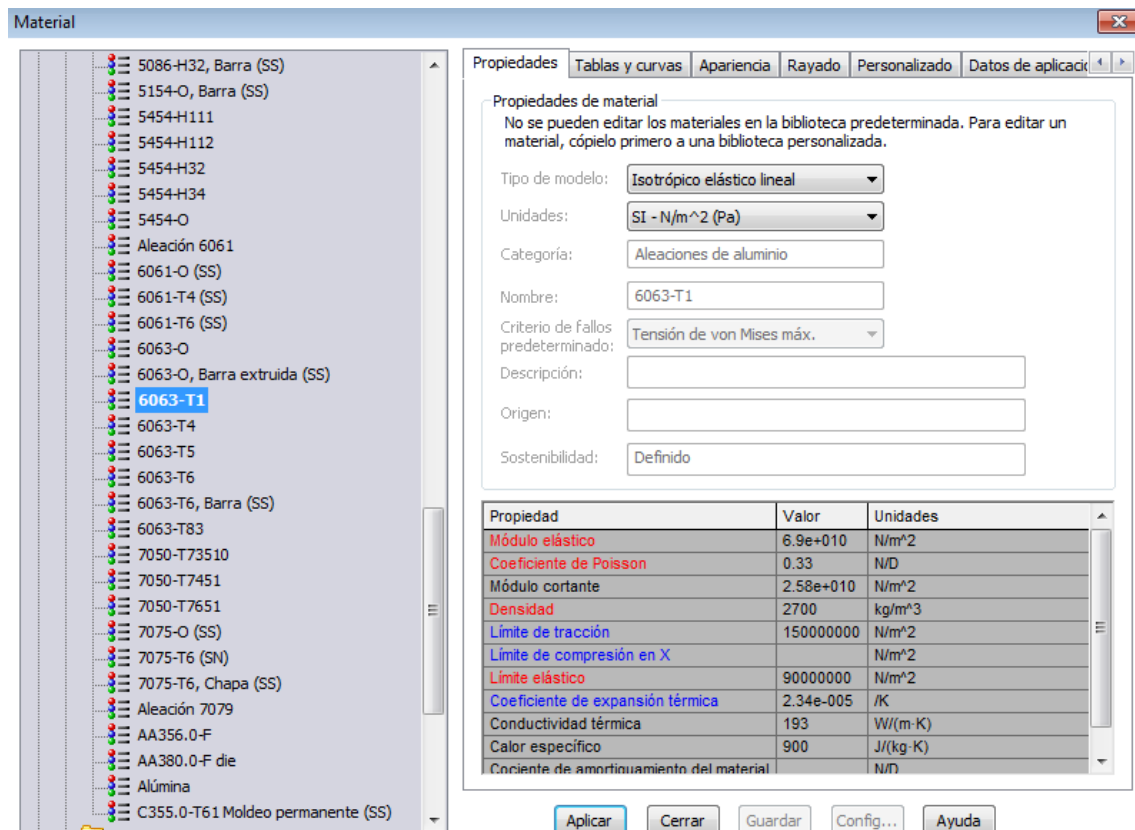 Material
5086-H32, Barra (SS)
5154-O, Barra (SS)
5454-H111
5454-H112
5454-H32
5454-H34
5454-O
Aleación 6061
6061-O (SS)
6061-T4 (SS)
6061-T6 (SS)
6063-O
6063-O, Barra extruida (SS)
6063-T1
6063-T4
6063-T5
6063-T6
6063-T6, Barra (SS)
6063-T83
7050-T73510
7050-T7451
7050-T7651
7075-O (SS)
7075-T6 (SN)
7075-T6, Chapa (SS)
Aleación 7079
AA356.0-F
AA380.0-F die
Alúmina
C355.0-T61 Moldeo permanente (SS)
Propiedades Tablas y curvas Apariencia Rayado Personalizado Datos de aplicació
Propiedades de material
No se pueden editar los materiales en la biblioteca predeterminada. Para editar un
material, cópielo primero a una biblioteca personalizada.
Tipo de modelo: Isotrópico elástico lineal
Unidades: SI - N/m^2 (Pa)
Categoría: Aleaciones de aluminio
Nombre: 6063-T1
Criterio de fallos
predeterminado: Tensión de von Mises máx.
Descripción:
Origen:
Sostenibilidad: Definido
Propiedad Valor Unidades
Módulo elástico 6.9e+010 N/m^2
Coeficiente de Poisson 0.33 N/D
Módulo cortante 2.58e+010 N/m^2
Densidad 2700 kg/m^3
Límite de tracción 150000000 N/m^2
Límite de compresión en X N/m^2
Límite elástico 90000000 N/m^2
Coeficiente de expansión térmica 2.34e-005 /K
Conductividad térmica 193 W/(m·K)
Calor específico 900 J/(kg·K)
Cociente de amortiguamiento del material N/D
Aplicar Cerrar Guardar Config... Ayuda